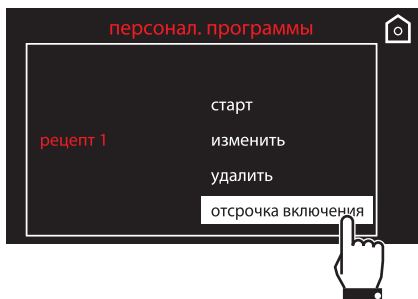 персонал. программы
старт
рецепт 1 изменить
удалить
отсрочка включения